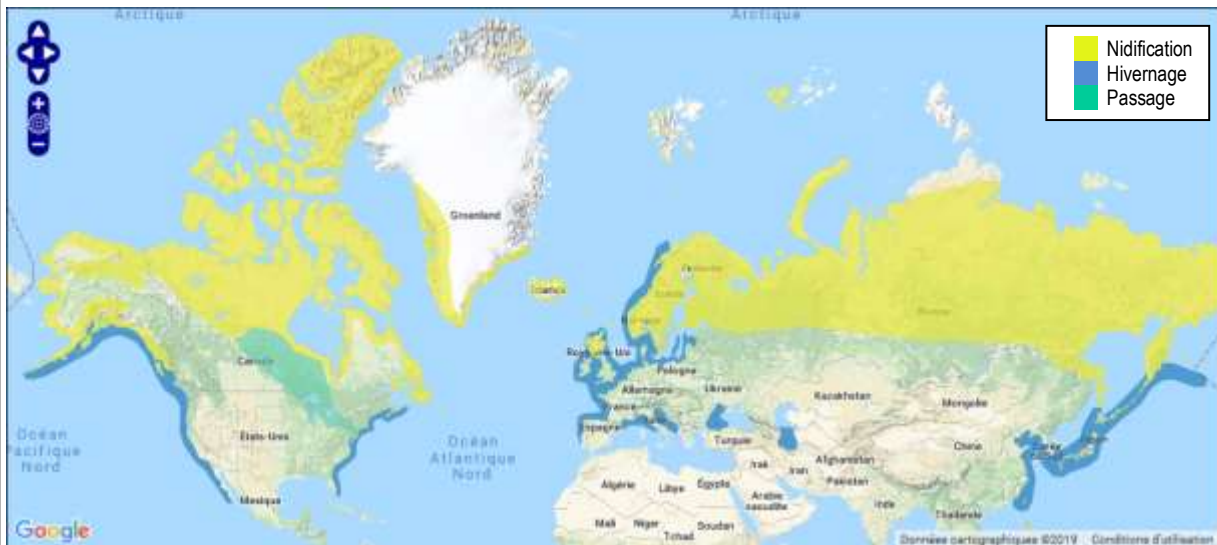 Arctique
Arctique
Nidification
Hivernage
Passage
Groenland
Islande
Royaume-Uni
Pologne
Allemagne
Ukraine
France
Espagne
Italie
Turquie
Kazakhstan
Mongolie
Chine
Japon
Canada
États-Unis
Mexique
Océan
Pacifique
Nord
Océan
Atlantique
Nord
Algérie
Libye
Égypte
Irak
Iran
Afghanistan
Pakistan
Arabie
saoudite
Inde
Thaïlande
Mali
Niger
Tchad
Soudan
Google
Données cartographiques ©2019
Conditions d'utilisation